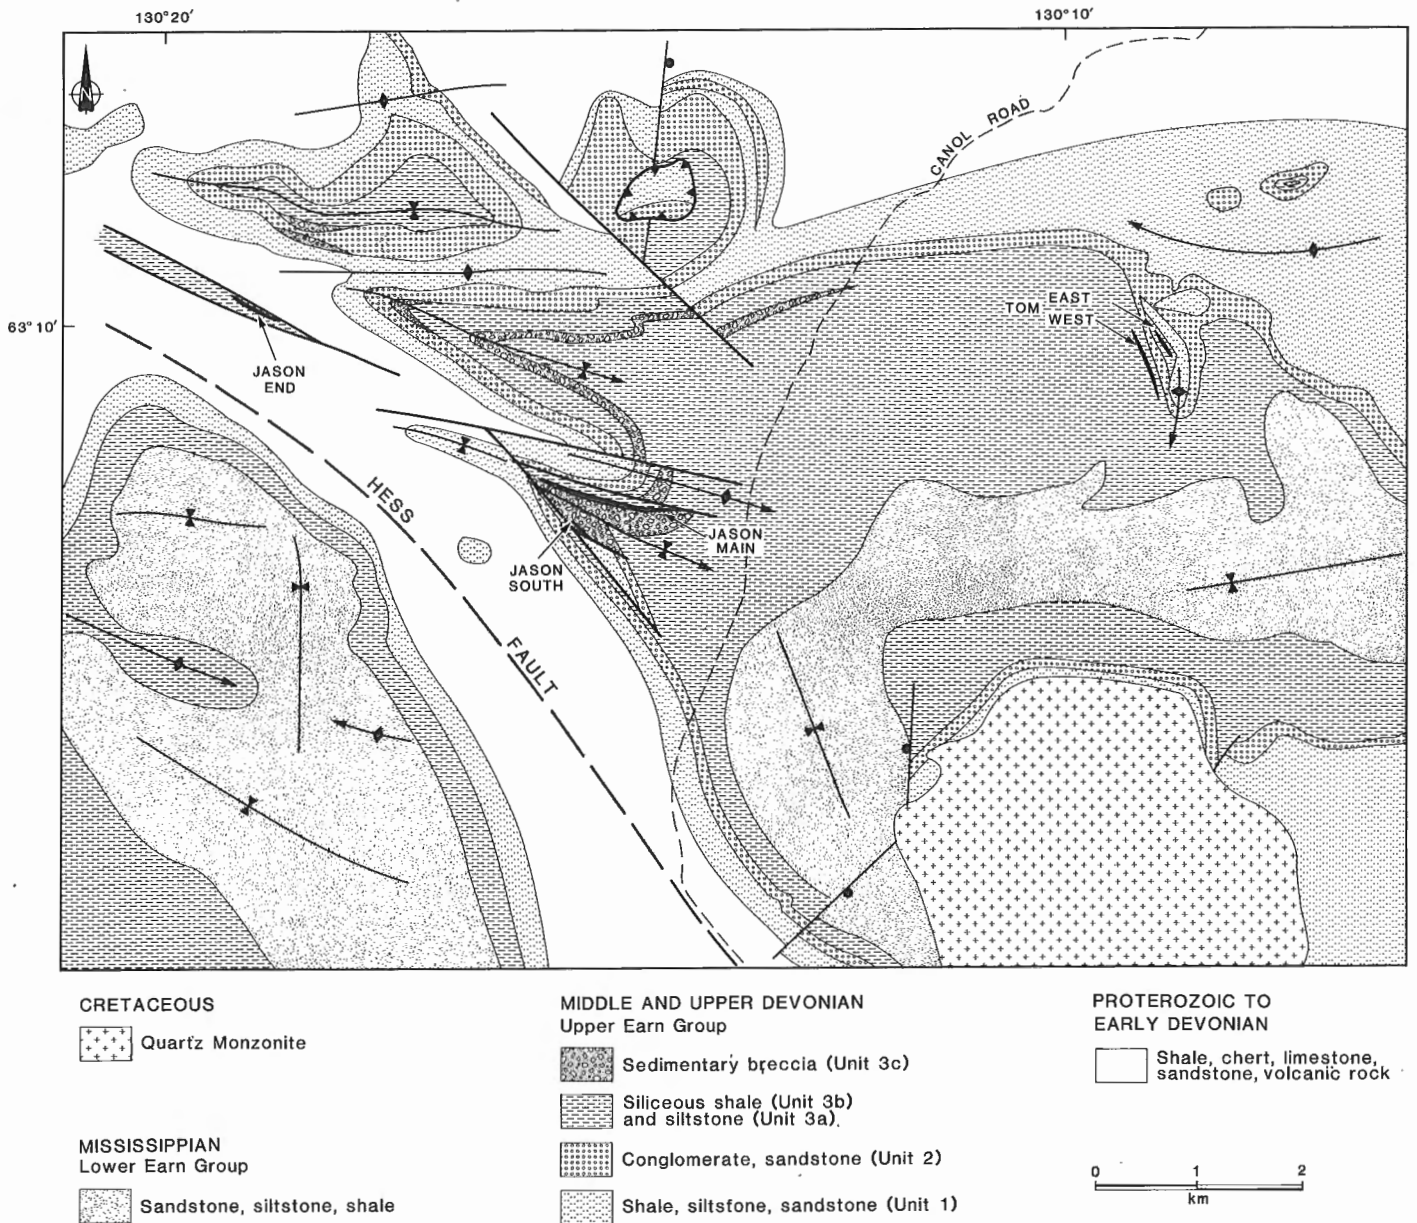 130°20'
130°10'
N
CANOL ROAD
63°10'
TOM EAST
WEST
JASON
END
HESS
FAULT
JASON
MAIN
JASON
SOUTH
CRETACEOUS
Quartz Monzonite
MISSISSIPPIAN
Lower Earn Group
Sandstone, siltstone, shale
MIDDLE AND UPPER DEVONIAN
Upper Earn Group
Sedimentary breccia (Unit 3c)
Siliceous shale (Unit 3b)
and siltstone (Unit 3a).
Conglomerate, sandstone (Unit 2)
Shale, siltstone, sandstone (Unit 1)
PROTEROZOIC TO
EARLY DEVONIAN
Shale, chert, limestone,
sandstone, volcanic rock
0 1 2
km